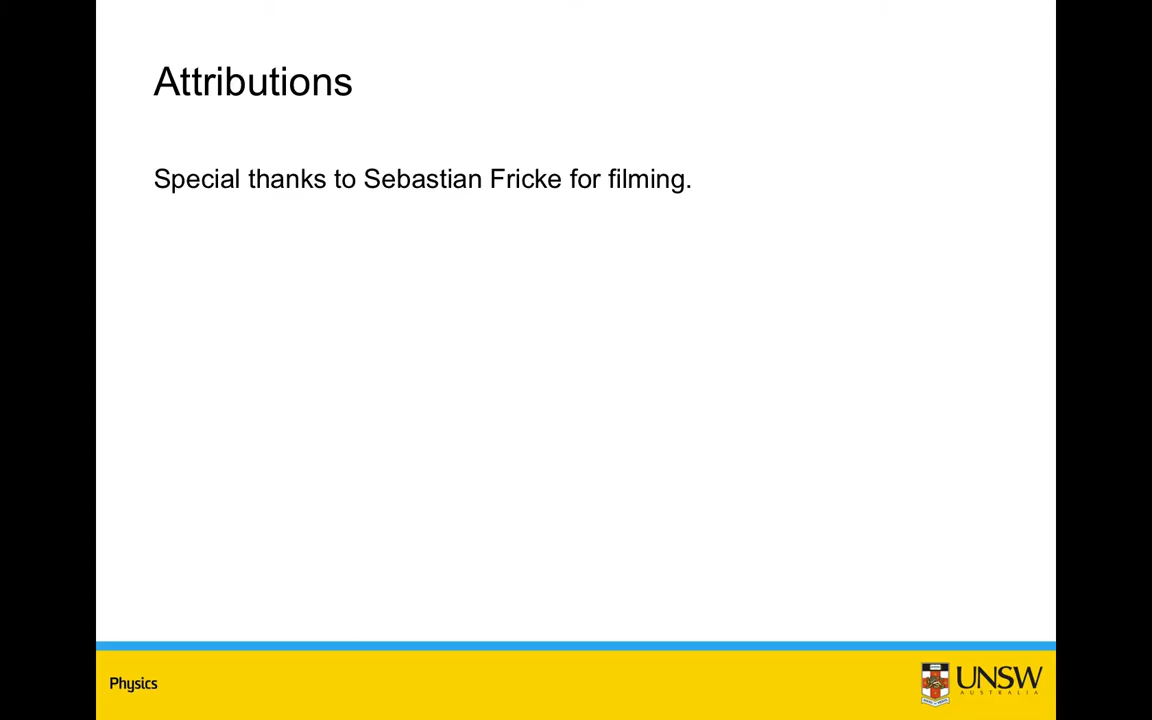 Attributions
Special thanks to Sebastian Fricke for filming.
Physics
UNSW
AUSTRALIA